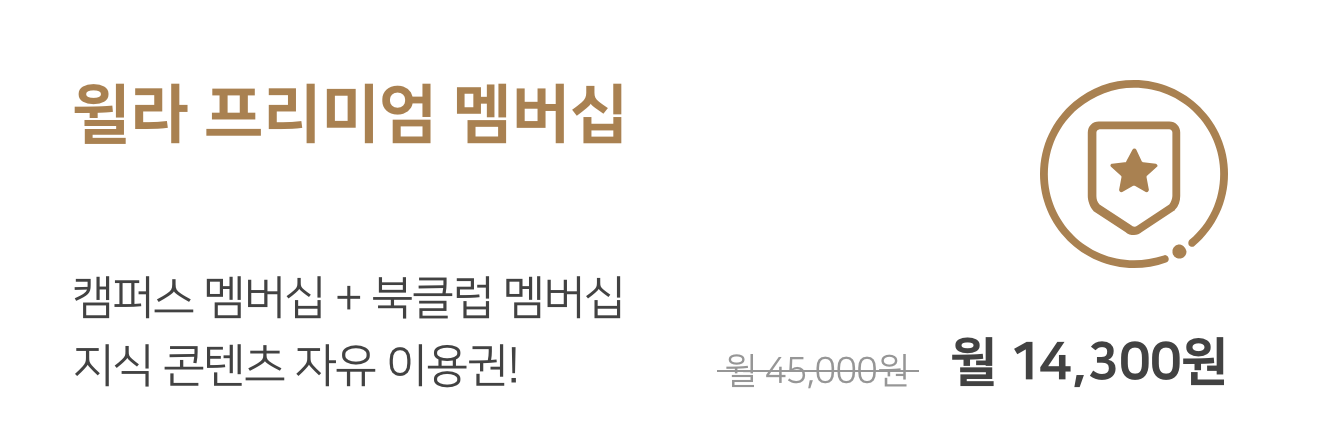 윌라 프리미엄 멤버십
캠퍼스 멤버십 + 북클럽 멤버십
지식 콘텐츠 자유 이용권!
월 45,000원 월 14,300원